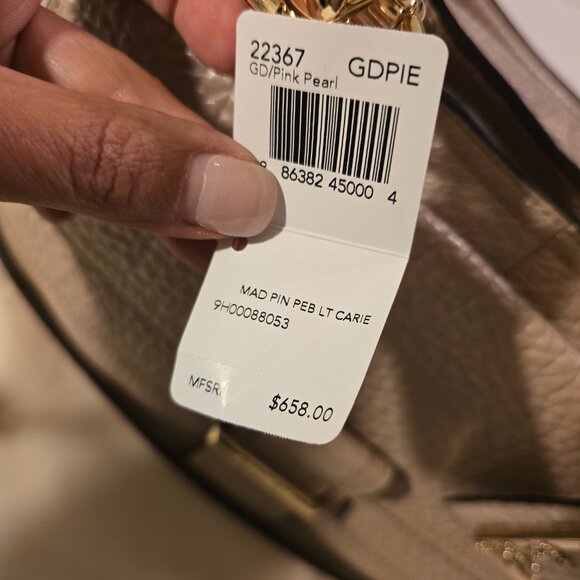 22367 GDPIE
GD/Pink Pearl
86382 45000 4
MAD PIN PEB LT CARIE
9H00088053
MFSR
$658.00